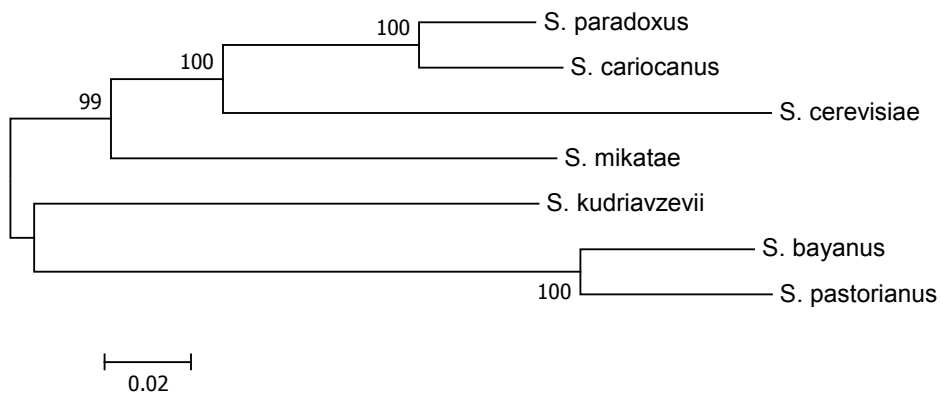 S. paradoxus
100
S. cariocanus
100
99
S. cerevisiae
S. mikatae
S. kudriavzevii
S. bayanus
100
S. pastorianus
0.02